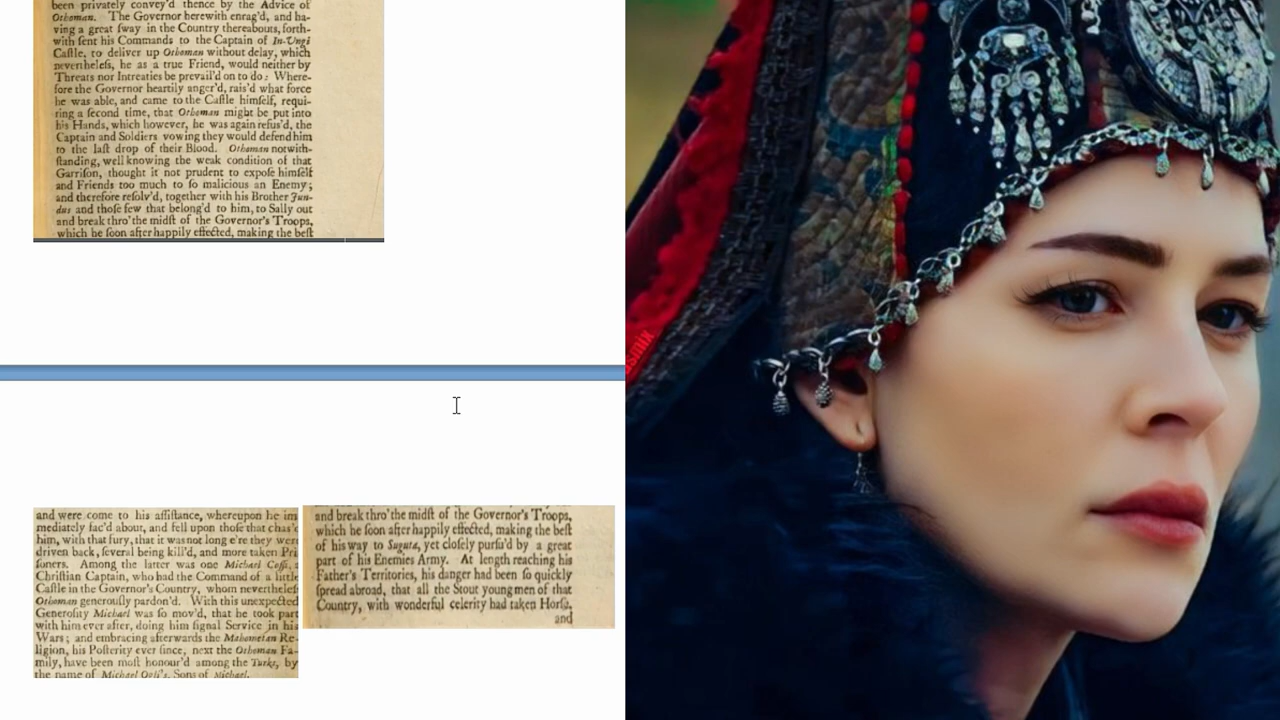 been privately convey'd thence by the Advice of
Othoman. The Governor herewith enrag'd, and ha-
ving a great ſway in the Country thereabouts, forth-
with ſent his Commands to the Captain of In-Ungi
Caſtle, to deliver up Othoman without delay, which
nevertheleſs, he as a true Friend, would neither by
Threats nor Intreaties be prevail'd on to do: Where-
fore the Governor heartily anger'd, rais'd what force
he was able, and came to the Caſtle himſelf, requi-
ring a ſecond time, that Othoman might be put into
his Hands, which however, he was again refus'd, the
Captain and Soldiers vowing they would defend him
to the laſt drop of their Blood. Othoman notwith-
ſtanding, well knowing the weak condition of that
Garriſon, thought it not prudent to expoſe himſelf
and Friends too much to ſo malicious an Enemy;
and therefore reſolv'd, together with his Brother Jun-
dus and thoſe few that belong'd to him, to Sally out
and break thro' the midſt of the Governor's Troops,
which he ſoon after happily effected, making the beſt
and were come to his aſſiſtance, whereupon he im
mediately fac'd about, and fell upon thoſe that chas'd
him, with that fury, that it was not long e're they were
driven back, ſeveral being kill'd, and more taken Pri
ſoners. Among the latter was one Michael Coſſi, a
Chriſtian Captain, who had the Command of a little
Caſtle in the Governor's Country, whom nevertheleſs
Othoman generouſly pardon'd. With this unexpected
Generoſity Michael was ſo mov'd, that he took part
with him ever after, doing him ſignal Service in his
Wars; and embracing afterwards the Mahometan Re-
ligion, his Poſterity ever ſince, next the Othoman Fa-
mily, have been moſt honour'd among the Turks, by
the name of Michael Ogli's, Sons of Michael.
and break thro' the midſt of the Governor's Troops,
which he ſoon after happily effected, making the beſt
of his way to Suguta, yet cloſely purſu'd by a great
part of his Enemies Army. At length reaching his
Father's Territories, his danger had been ſo quickly
ſpread abroad, that all the Stout young men of that
Country, with wonderful celerity had taken Horſe,
and